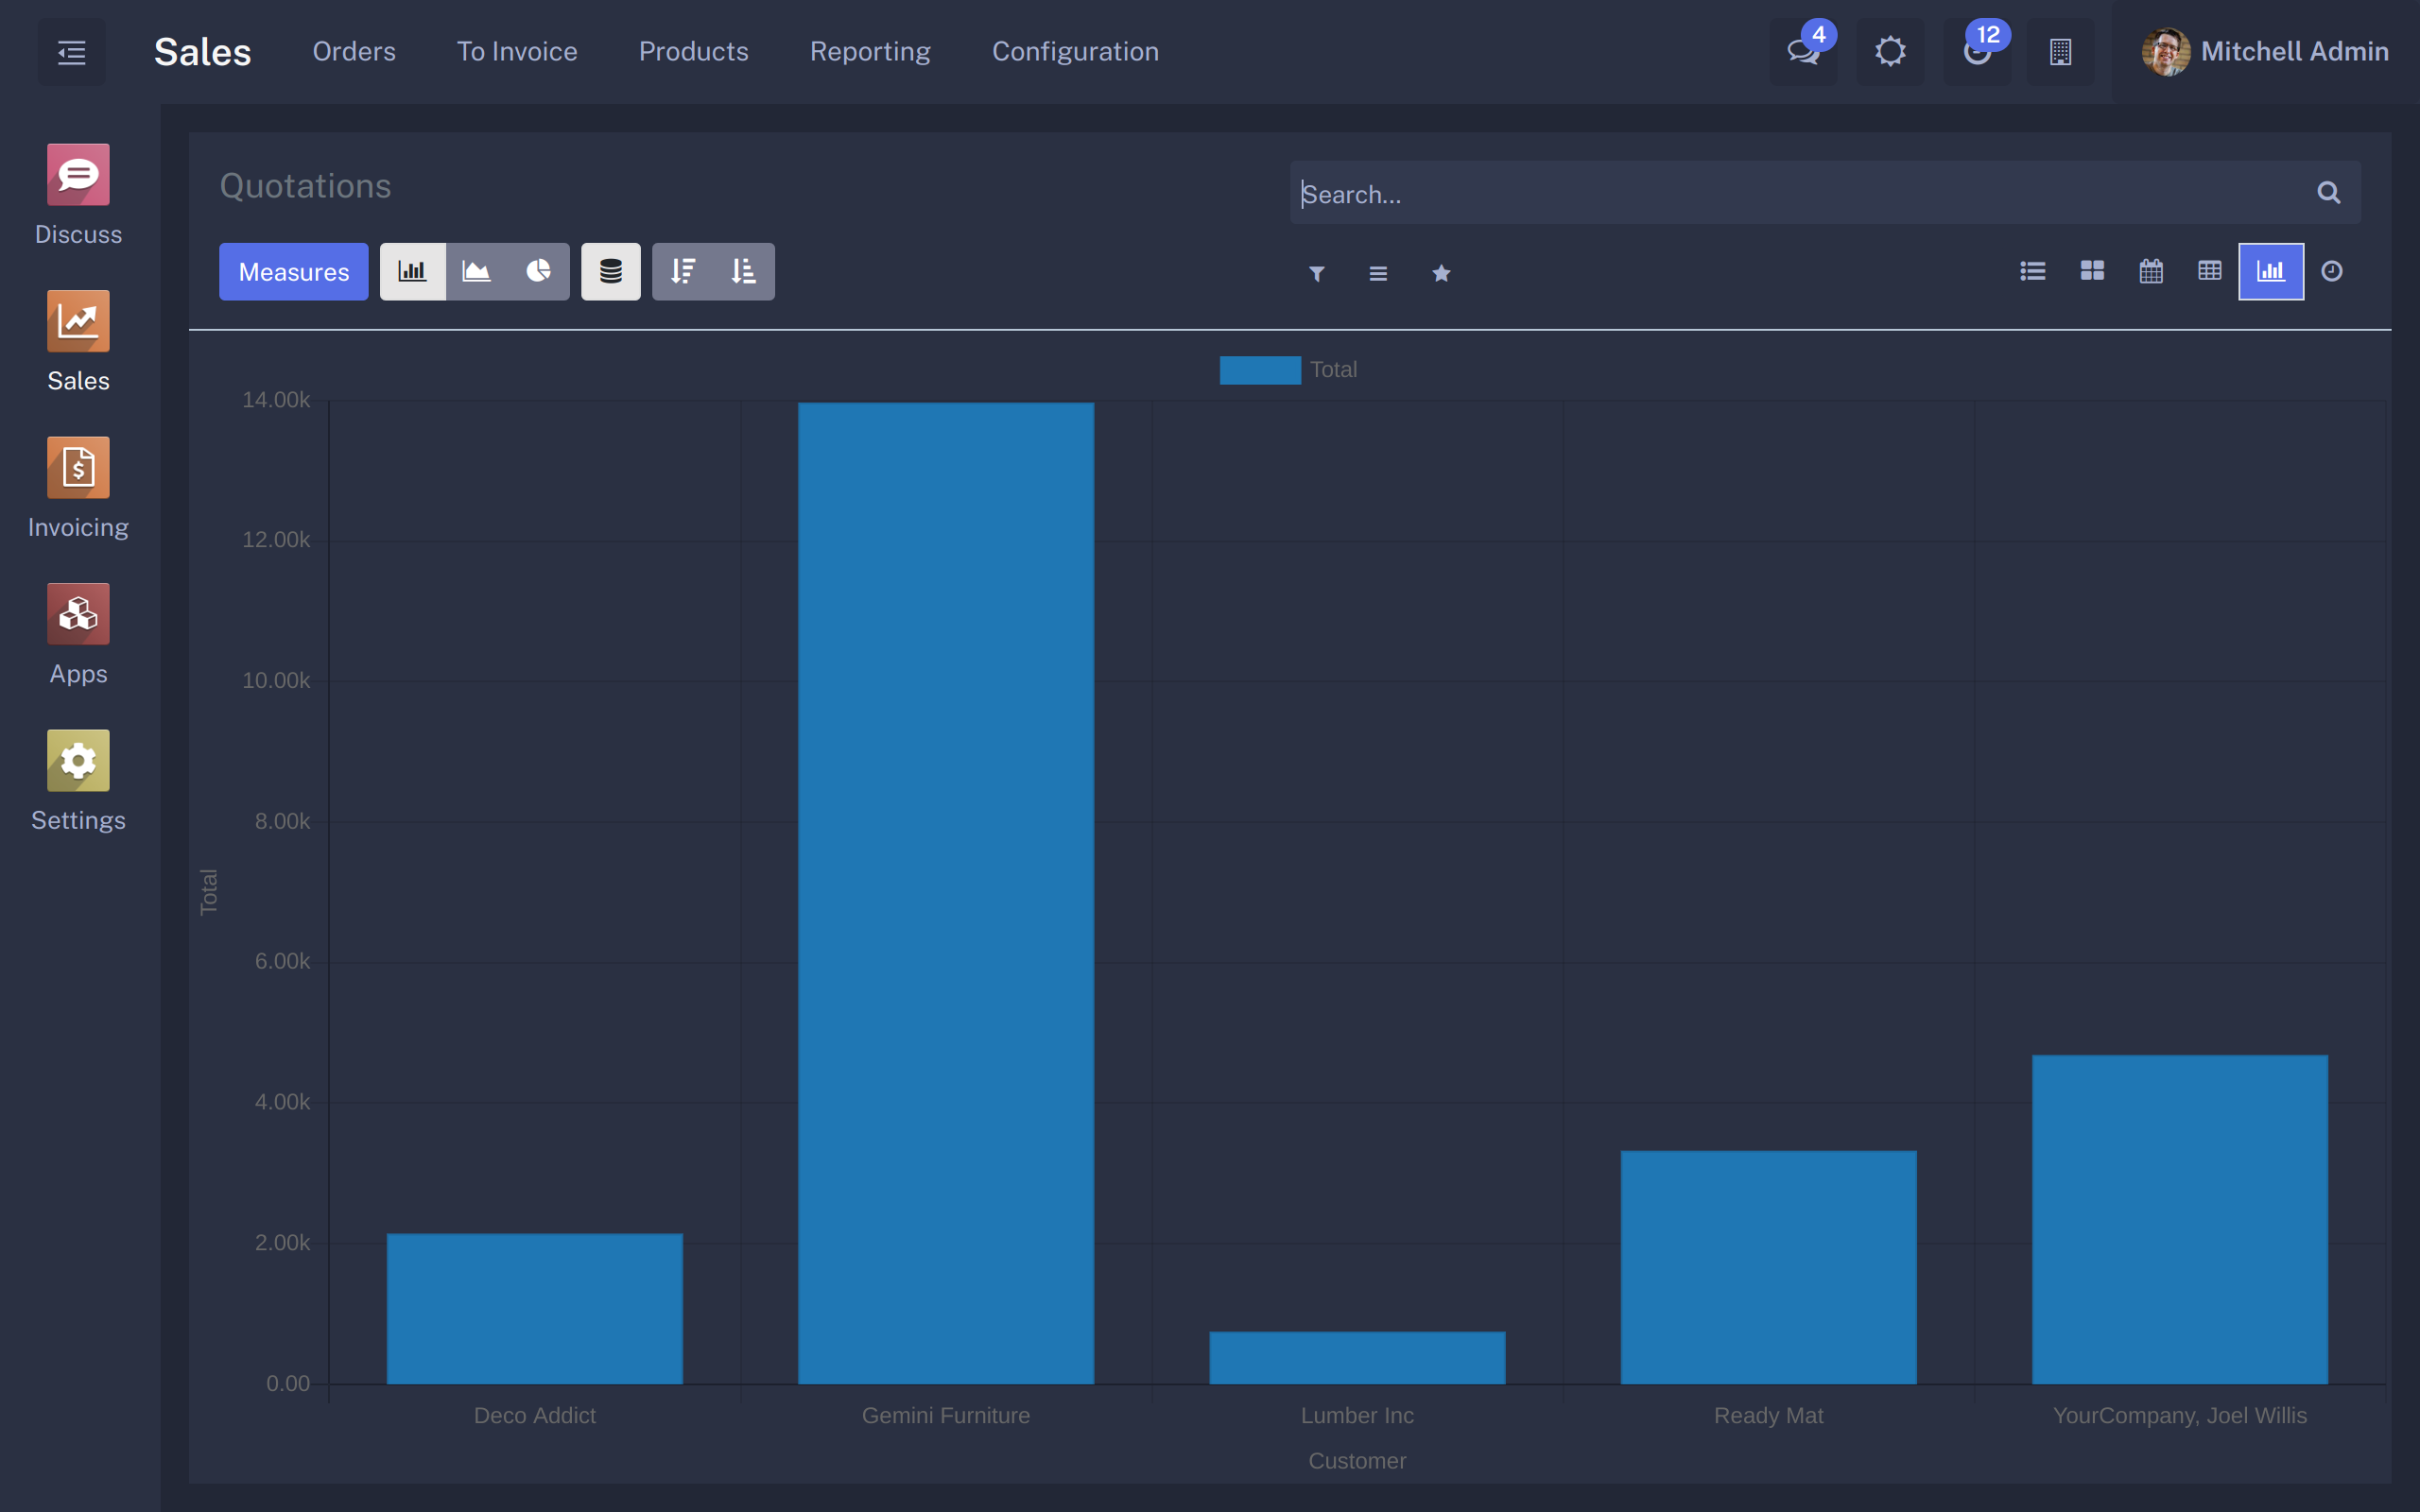 Sales
Orders
To Invoice
Products
Reporting
Configuration
4
12
Mitchell Admin
Discuss
Sales
Invoicing
Apps
Settings
Quotations
Search...
Measures
Total
14.00k
12.00k
10.00k
8.00k
6.00k
4.00k
2.00k
0.00
Total
Deco Addict
Gemini Furniture
Lumber Inc
Ready Mat
YourCompany, Joel Willis
Customer